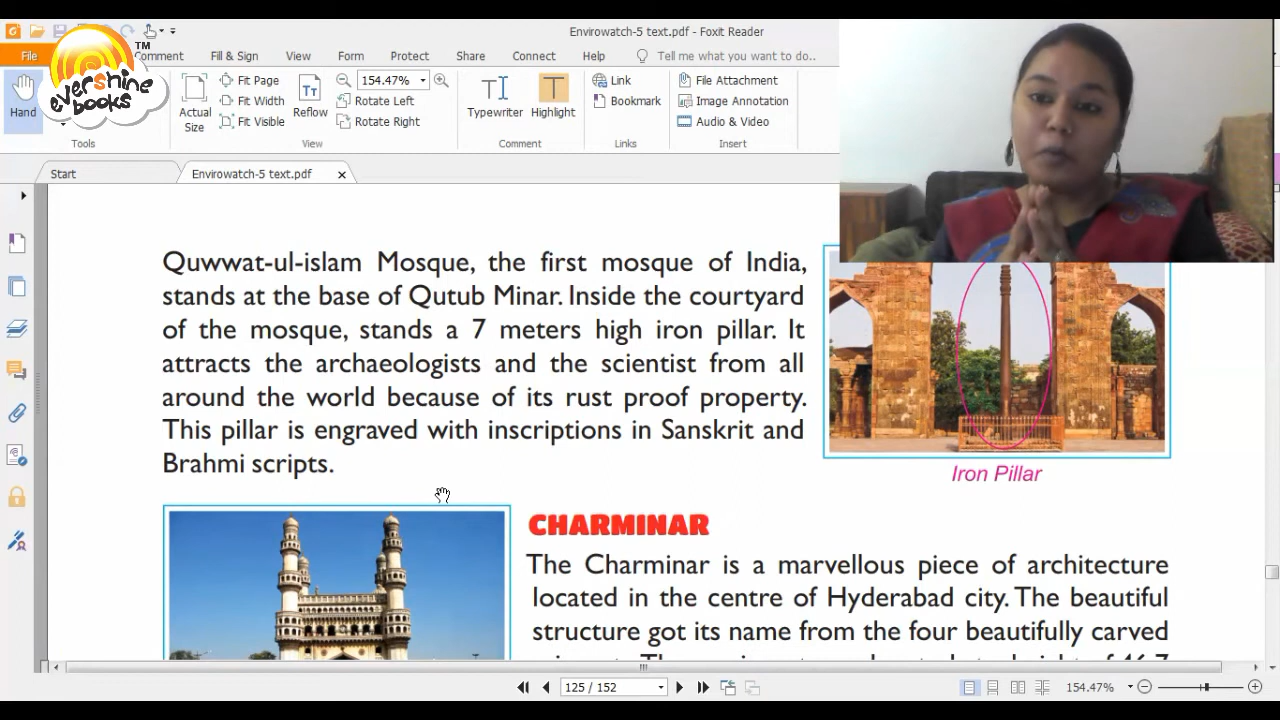 Envirowatch-5 text.pdf - Foxit Reader
File Comment Fill & Sign View Form Protect Share Connect Help Tell me what you want to do..
TM
evershine
books
Hand
Actual
Size
Fit Page
Fit Width
Fit Visible
Reflow
154.47%
Rotate Left
Rotate Right
Typewriter Highlight
Link
Bookmark
File Attachment
Image Annotation
Audio & Video
Tools View Comment Links Insert
Start Envirowatch-5 text.pdf
Quwwat-ul-islam Mosque, the first mosque of India,
stands at the base of Qutub Minar. Inside the courtyard
of the mosque, stands a 7 meters high iron pillar. It
attracts the archaeologists and the scientist from all
around the world because of its rust proof property.
This pillar is engraved with inscriptions in Sanskrit and
Brahmi scripts.
Iron Pillar
CHARMINAR
The Charminar is a marvellous piece of architecture
located in the centre of Hyderabad city. The beautiful
structure got its name from the four beautifully carved
125 / 152
154.47%